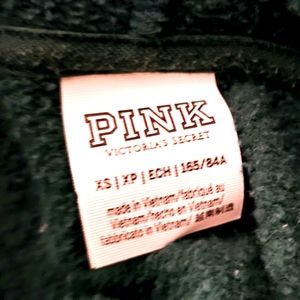 PINK
VICTORIA'S SECRET
XS | XP | ECH | 165/84A
made in Vietnam/fabriqué au
Vietnam/hecho en Vietnam/
fabbricato in Vietnam/